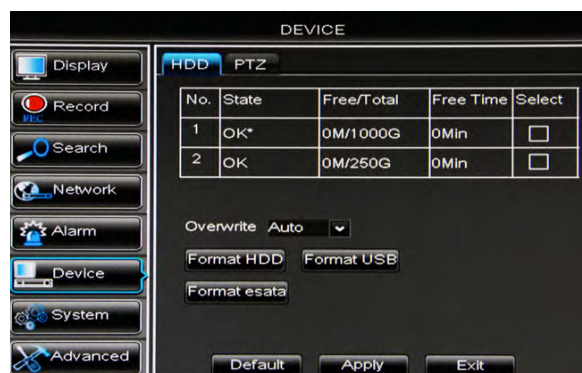 DEVICE
Display
Record
REC
Search
Network
Alarm
Device
System
Advanced
HDD PTZ
No. State Free/Total Free Time Select
1 OK* 0M/1000G 0Min
2 OK 0M/250G 0Min
Overwrite Auto
Format HDD Format USB
Format esata
Default Apply Exit